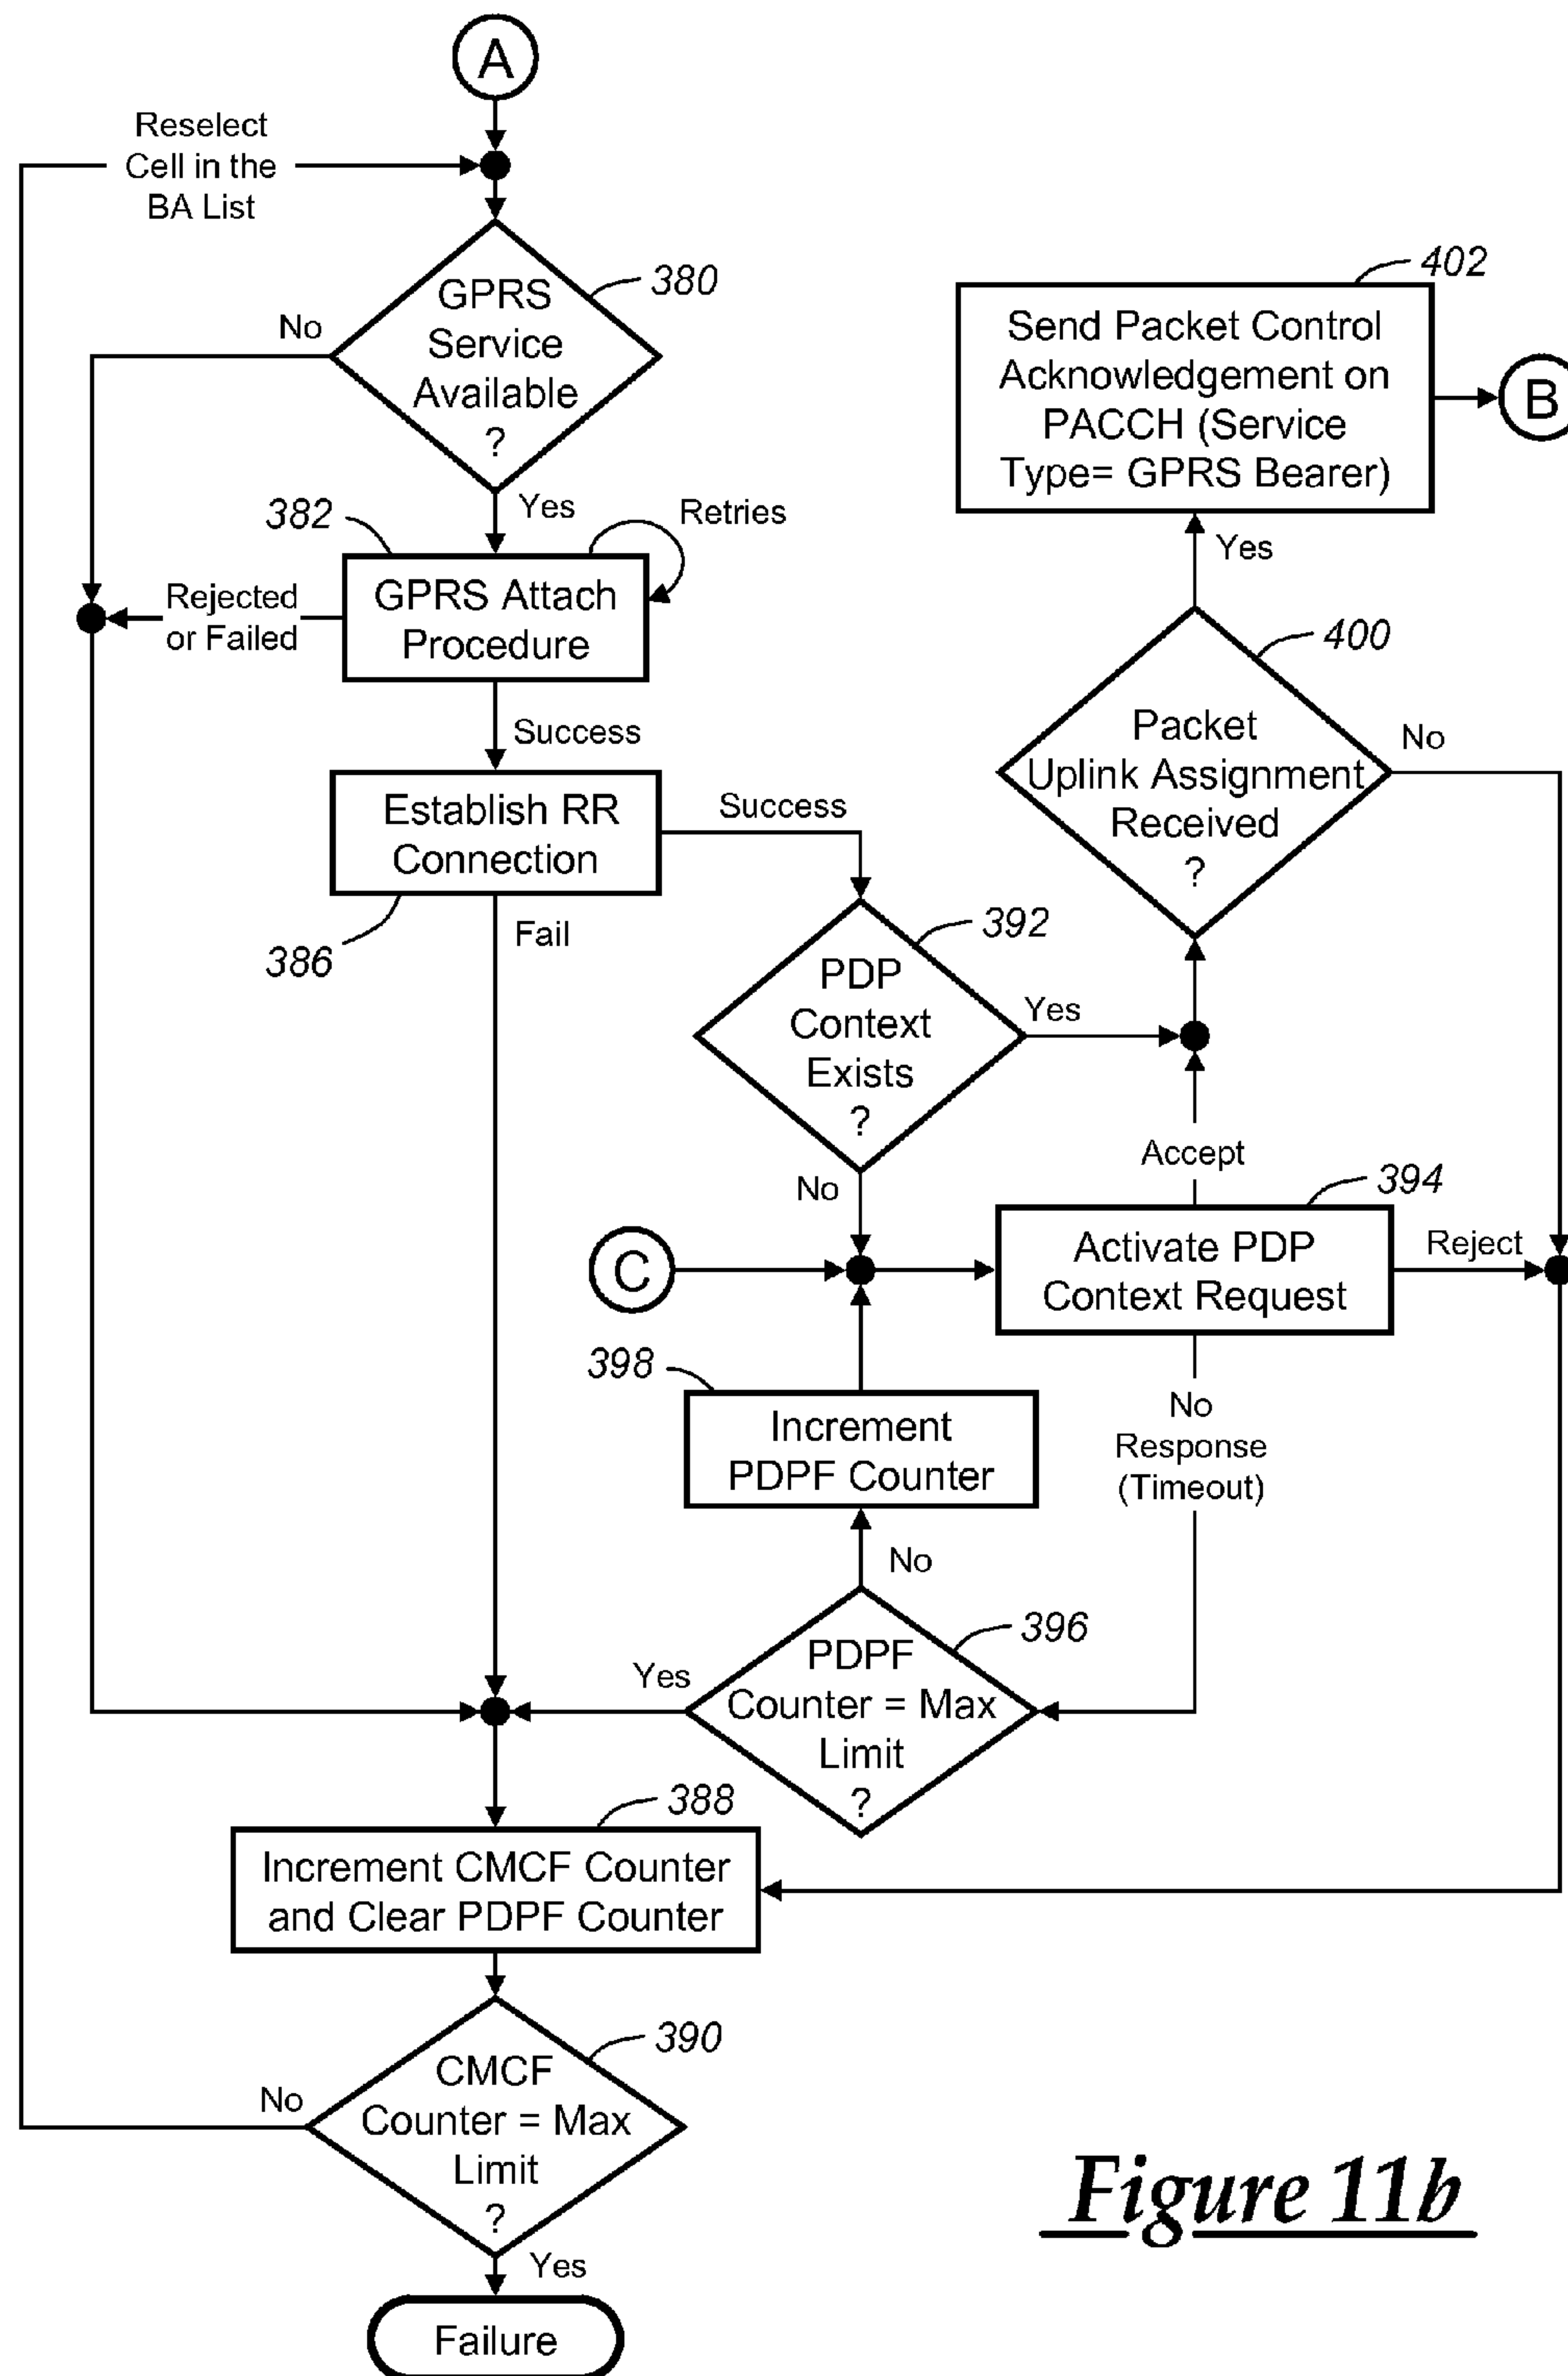 A
Reselect
Cell in the
BA List
GPRS
Service
Available
?
380
No
Yes
382
Retries
GPRS Attach
Procedure
Rejected
or Failed
Success
Establish RR
Connection
386
Success
Fail
PDP
Context
Exists
?
392
Yes
No
402
Send Packet Control
Acknowledgement on
PACCH (Service
Type= GPRS Bearer)
B
Yes
400
Packet
Uplink Assignment
Received
?
No
Accept
394
Activate PDP
Context Request
Reject
C
398
Increment
PDPF Counter
No
Response
(Timeout)
No
396
PDPF
Counter = Max
Limit
?
Yes
388
Increment CMCF Counter
and Clear PDPF Counter
390
CMCF
Counter = Max
Limit
?
No
Yes
Failure
Figure 11b